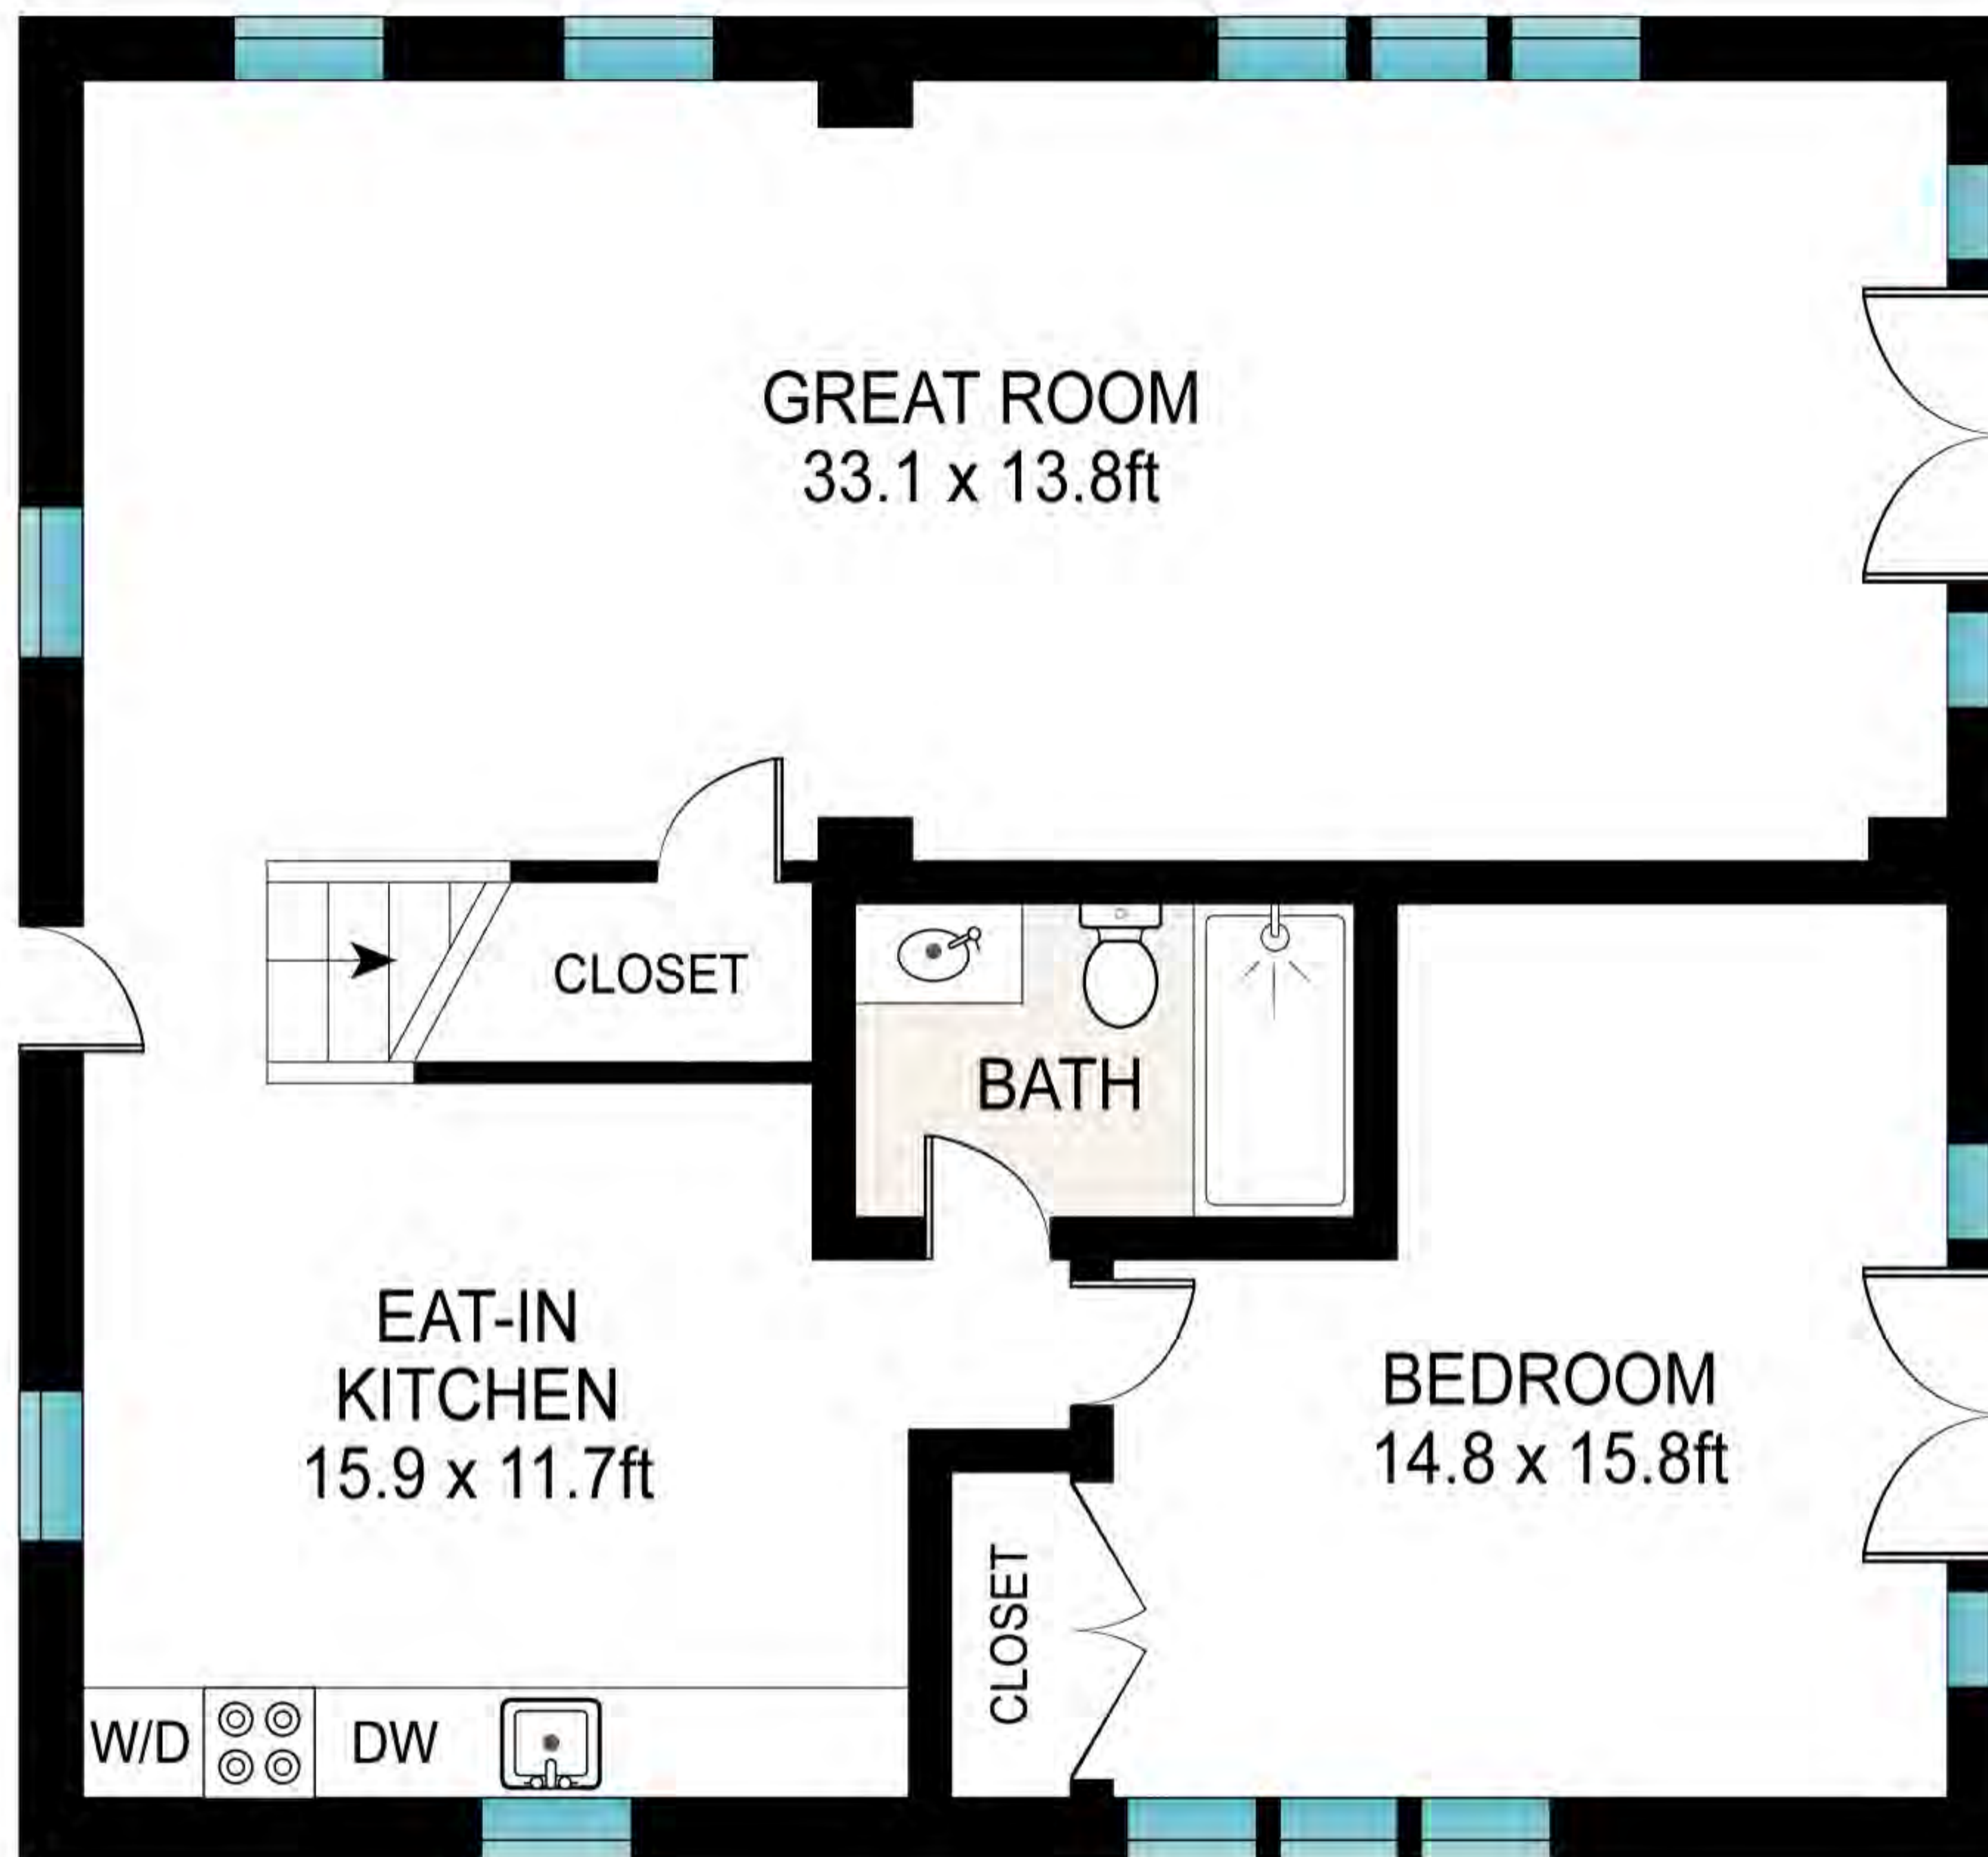 GREAT ROOM
33.1 x 13.8ft
CLOSET
BATH
EAT-IN
KITCHEN
15.9 x 11.7ft
BEDROOM
14.8 x 15.8ft
CLOSET
W/D
DW